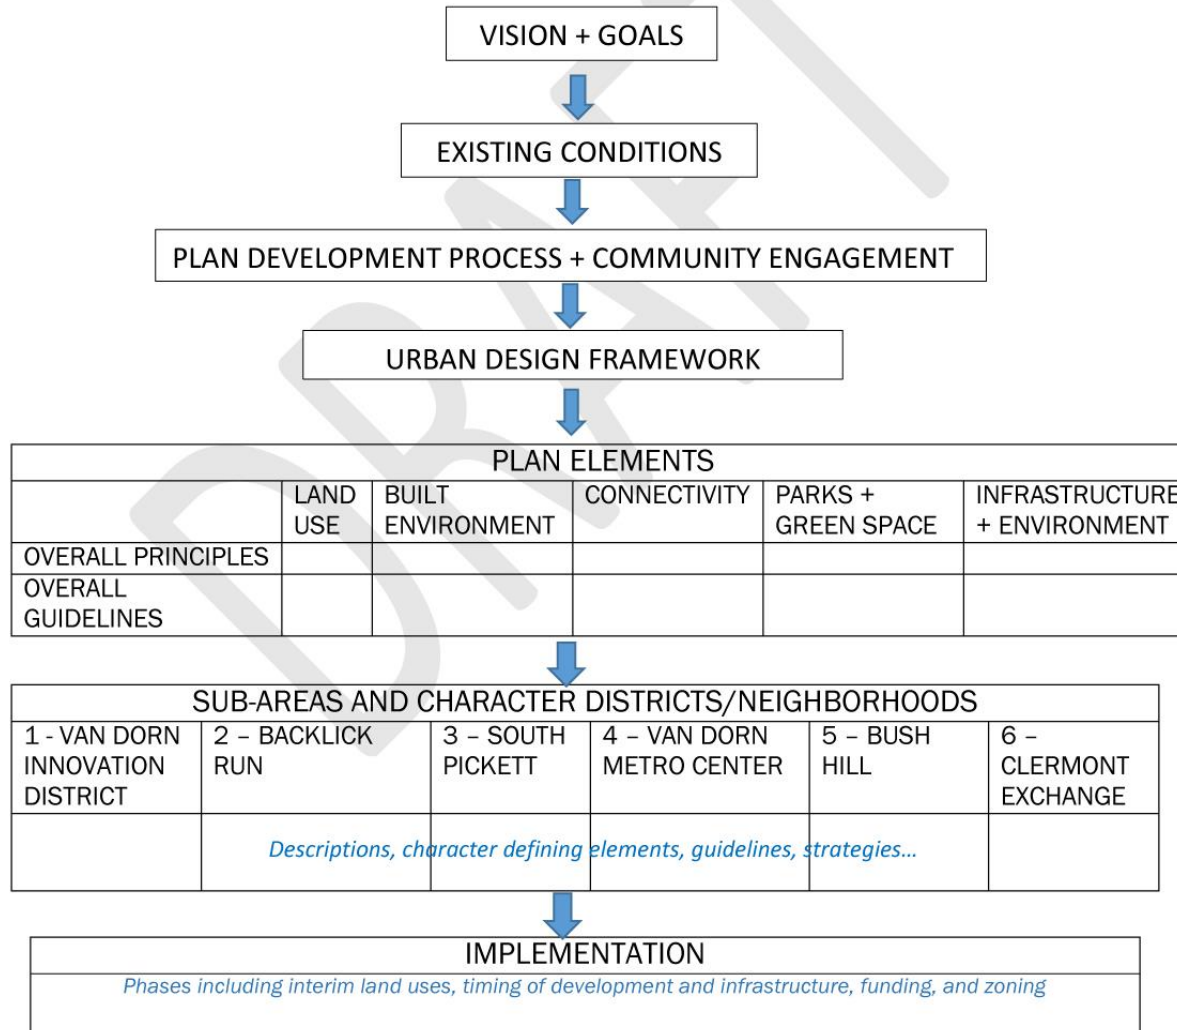 VISION + GOALS
EXISTING CONDITIONS
PLAN DEVELOPMENT PROCESS + COMMUNITY ENGAGEMENT
URBAN DESIGN FRAMEWORK
PLAN ELEMENTS
LAND USE
BUILT ENVIRONMENT
CONNECTIVITY
PARKS + GREEN SPACE
INFRASTRUCTURE + ENVIRONMENT
OVERALL PRINCIPLES
OVERALL GUIDELINES
SUB-AREAS AND CHARACTER DISTRICTS/NEIGHBORHOODS
1 - VAN DORN INNOVATION DISTRICT
2 – BACKLICK RUN
3 – SOUTH PICKETT
4 – VAN DORN METRO CENTER
5 – BUSH HILL
6 – CLERMONT EXCHANGE
Descriptions, character defining elements, guidelines, strategies...
IMPLEMENTATION
Phases including interim land uses, timing of development and infrastructure, funding, and zoning
DRAFT